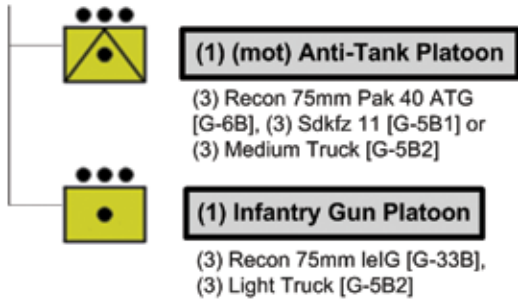 (1) (mot) Anti-Tank Platoon
(3) Recon 75mm Pak 40 ATG
[G-6B], (3) Sdkfz 11 [G-5B1] or
(3) Medium Truck [G-5B2]
(1) Infantry Gun Platoon
(3) Recon 75mm leIG [G-33B],
(3) Light Truck [G-5B2]